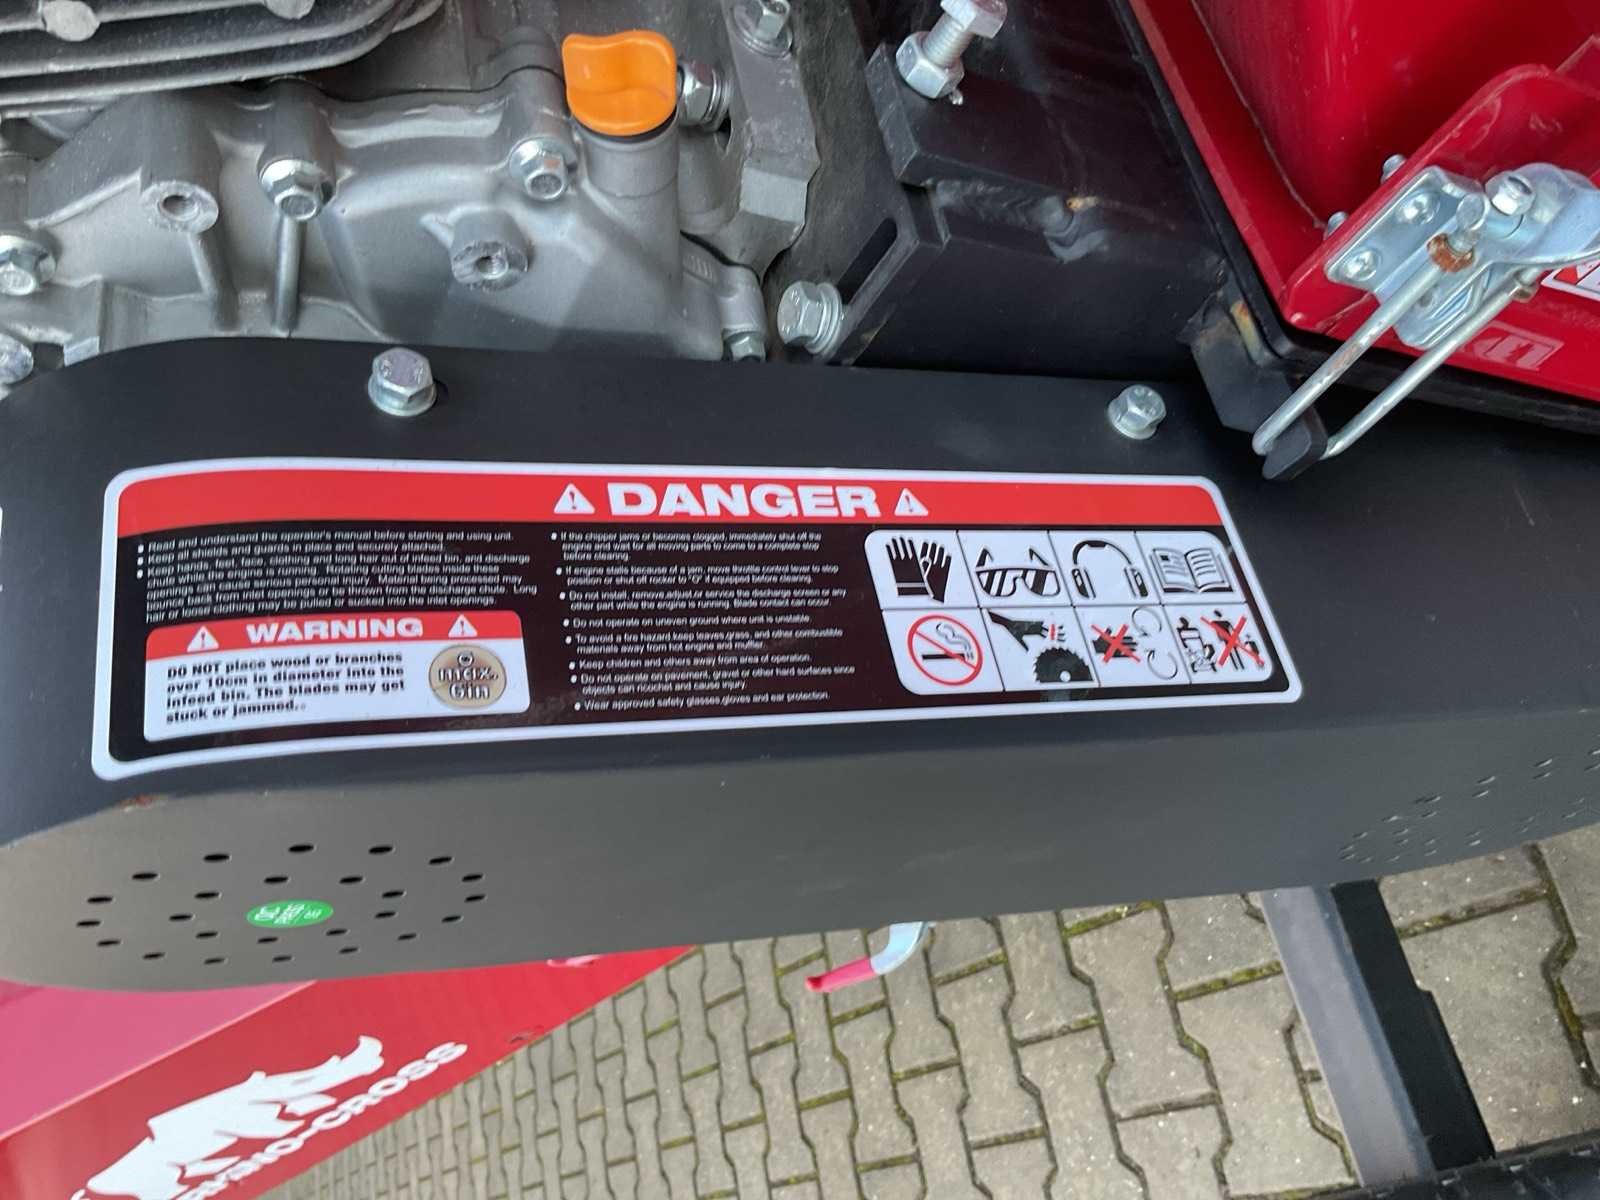 DANGER
Read and understand the operator's manual before starting and using unit.
Keep all shields and guards in place and securely attached.
Keep hands, feet, face, clothing and long hair out of infeed bin, and discharge
chute while the engine is running. Rotating cutting blades inside these
openings can cause serious personal injury. Material being processed may
recoil back from inlet openings or be thrown from the discharge chute. Long
hair or loose clothing may be pulled or sucked into the inlet openings.
WARNING
DO NOT place wood or branches
over 10cm in diameter into the
infeed bin. The blades may get
stuck or jammed.
max.
6in
If the chipper jams or becomes clogged, immediately shut off the
engine and wait for all moving parts to come to a complete stop
before clearing.
If engine stalls because of a jam, move throttle control lever to stop
position or shut off rocker to "O" if equipped before clearing.
Do not install, remove,adjust,or service the discharge screen or any
other part while the engine is running. Blade contact can occur.
Do not operate on uneven ground where unit is unstable.
To avoid a fire hazard,keep leaves,grass, and other combustible
materials away from hot engine and muffler.
Keep children and others away from area of operation.
Do not operate on pavement, gravel or other hard surfaces since
objects can ricochet and cause injury.
Wear approved safety glasses,gloves and ear protection.
RHINO-CROSS